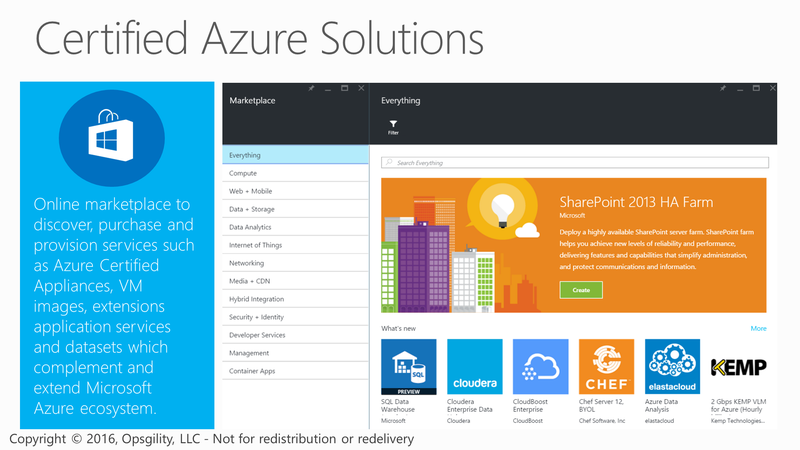 Certified Azure Solutions
Online marketplace to
discover, purchase and
provision services such
as Azure Certified
Appliances, VM
images, extensions
application services
and datasets which
complement and
extend Microsoft
Azure ecosystem.
Marketplace
Everything
Compute
Web + Mobile
Data + Storage
Data Analytics
Internet of Things
Networking
Media + CDN
Hybrid Integration
Security + Identity
Developer Services
Management
Container Apps
Everything
Filter
Search Everything
SharePoint 2013 HA Farm
Microsoft
Deploy a highly available SharePoint server farm. SharePoint farm
helps you achieve new levels of reliability and performance,
delivering features and capabilities that simplify administration,
and protect communications and information.
Create
What's new
More
SQL
PREVIEW
SQL Data
Warehouse
Microsoft
cloudera
Cloudera
Enterprise Data
Cloudera
CloudBoost
Enterprise
CloudBoost
CHEF
Chef Server 12,
BYOL
Chef Software, Inc
elastacloud
Azure Data
Analysis
elastacloud
KEMP
2 Gbps KEMP VLM
for Azure (Hourly
Kemp Technologies...
Copyright © 2016, Opsgility, LLC - Not for redistribution or redelivery